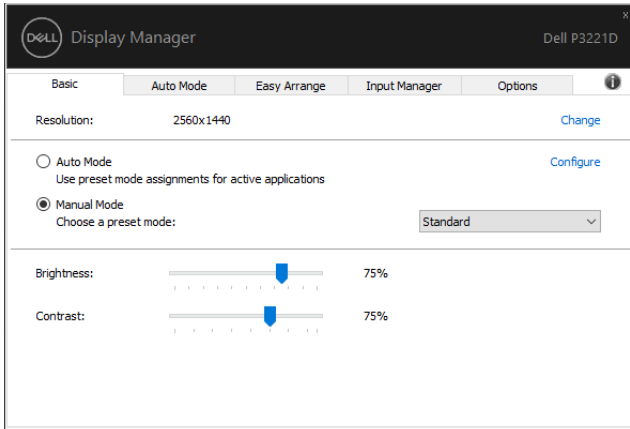 DELL Display Manager Dell P3221D
Basic Auto Mode Easy Arrange Input Manager Options
Resolution: 2560x1440 Change
Auto Mode Configure
Use preset mode assignments for active applications
Manual Mode
Choose a preset mode: Standard
Brightness: 75%
Contrast: 75%